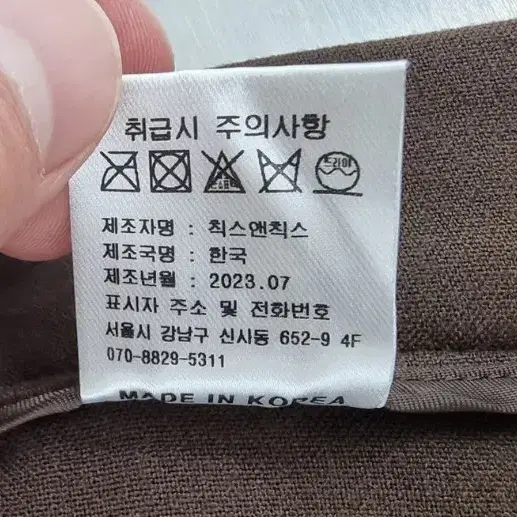 취급시 주의사항
드라이
제조자명 : 칙스앤칙스
제조국명 : 한국
제조년월 : 2023.07
표시자 주소 및 전화번호
서울시 강남구 신사동 652-9 4F
070-8829-5311
MADE IN KOREA